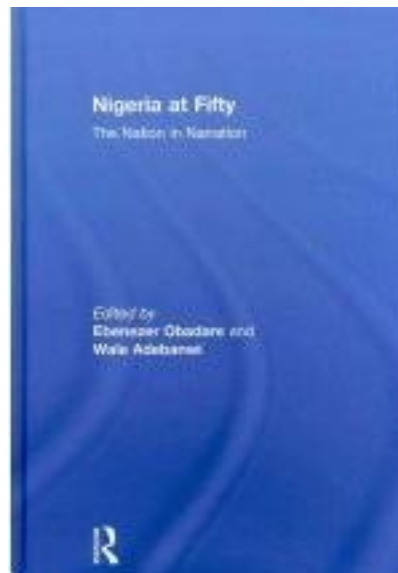 Nigeria at Fifty
The Nation in Narration
Edited by
Ebenezer Obadare and
Wale Adebanwi